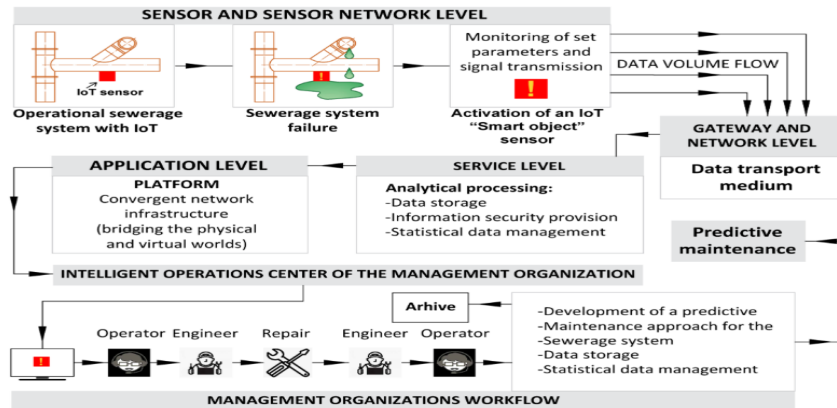 SENSOR AND SENSOR NETWORK LEVEL
IoT sensor
Operational sewerage
system with IoT
Sewerage system
failure
Monitoring of set
parameters and
signal transmission
Activation of an IoT
“Smart object”
sensor
DATA VOLUME FLOW
GATEWAY AND
NETWORK LEVEL
Data transport
medium
SERVICE LEVEL
Analytical processing:
-Data storage
-Information security provision
-Statistical data management
APPLICATION LEVEL
PLATFORM
Convergent network
infrastructure
(bridging the physical
and virtual worlds)
Predictive
maintenance
INTELLIGENT OPERATIONS CENTER OF THE MANAGEMENT ORGANIZATION
Arhive
Operator
Engineer
Repair
Engineer
Operator
-Development of a predictive
-Maintenance approach for the
-Sewerage system
-Data storage
-Statistical data management
MANAGEMENT ORGANIZATIONS WORKFLOW